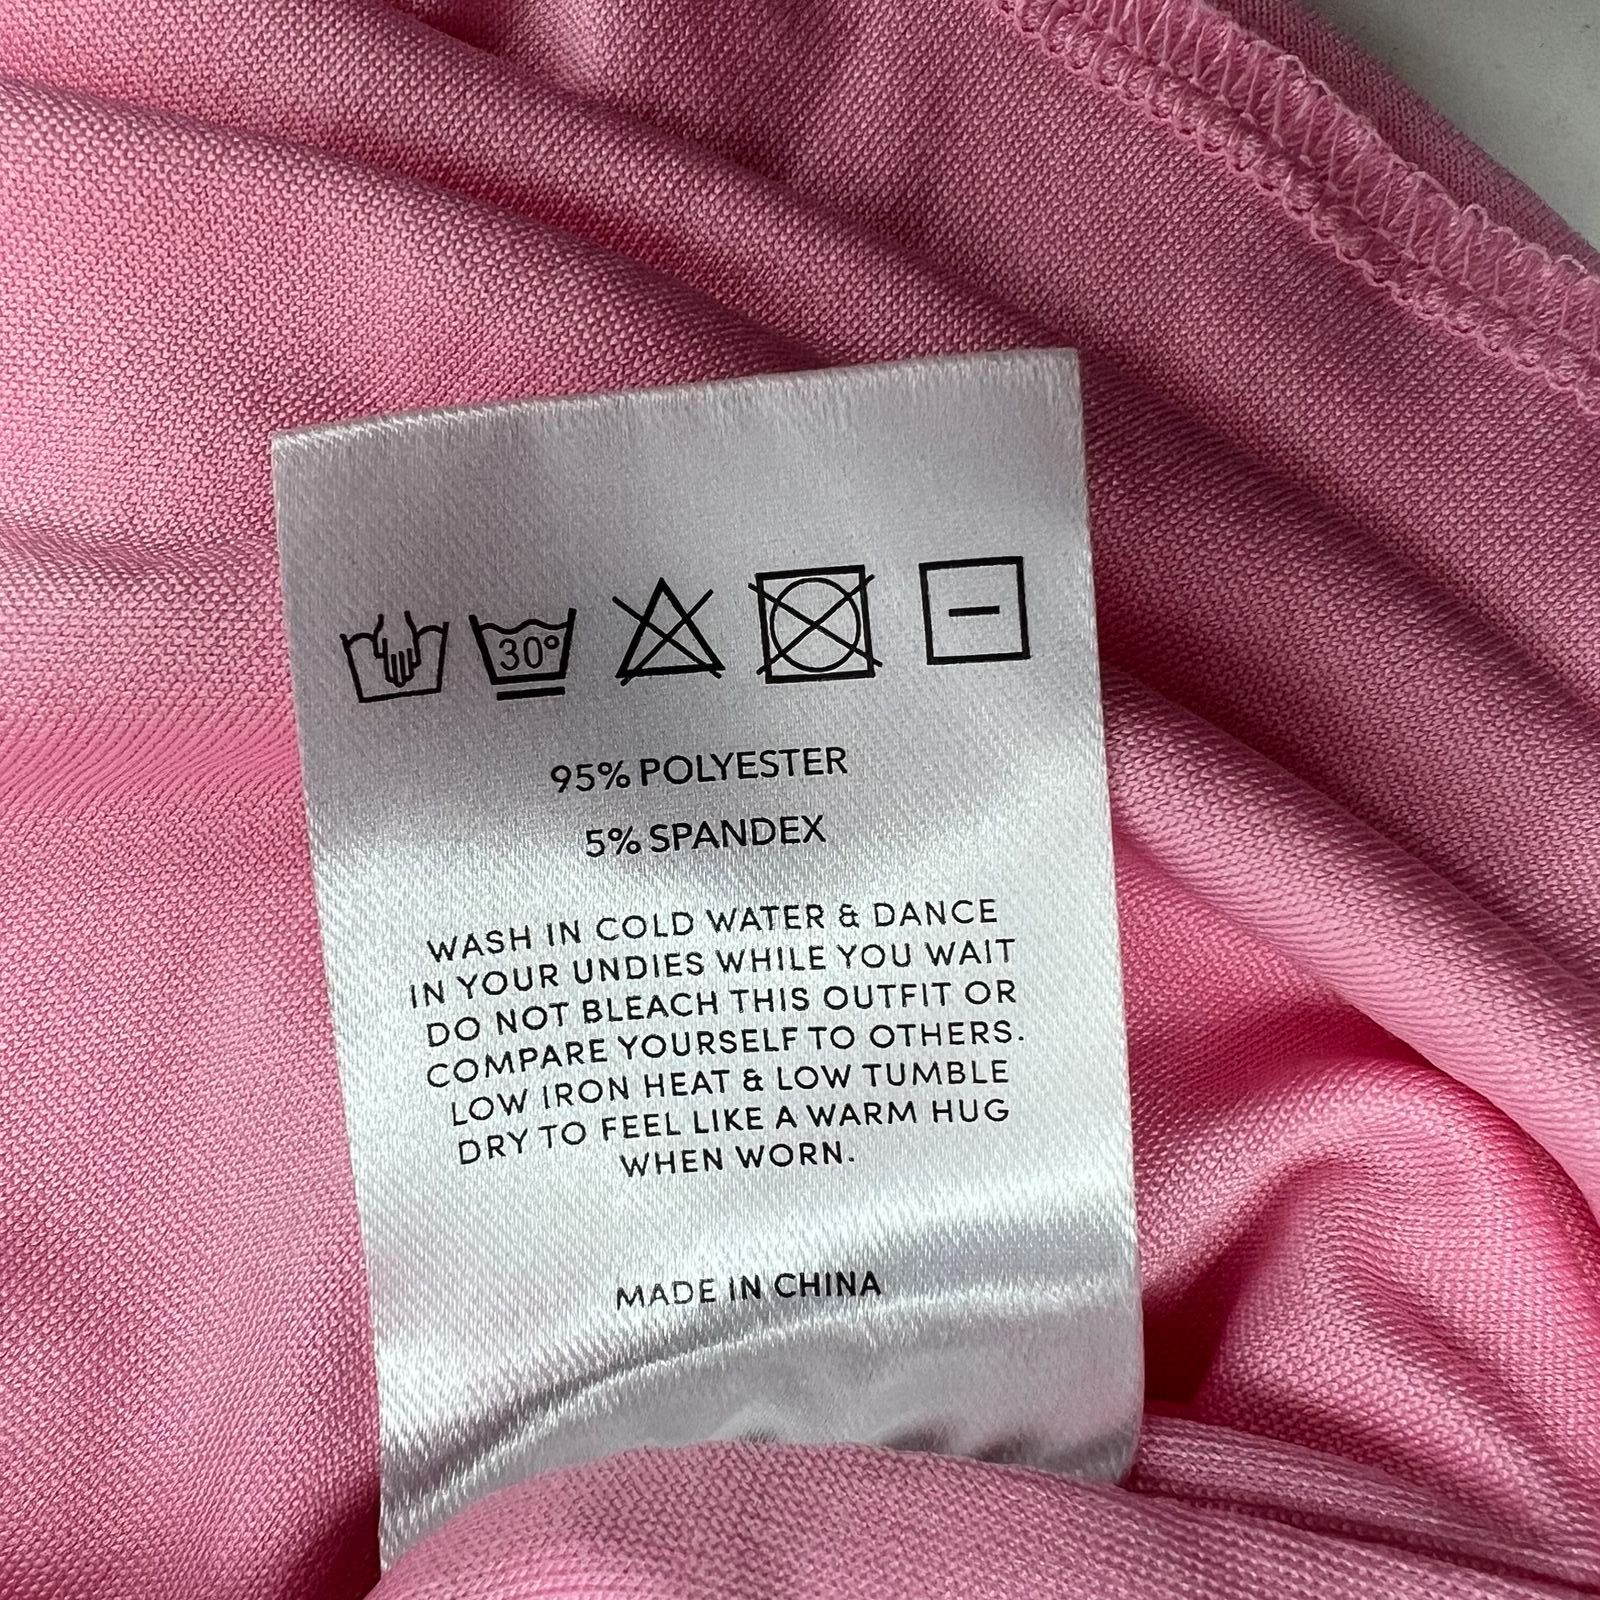 30°
95% POLYESTER
5% SPANDEX
WASH IN COLD WATER & DANCE
IN YOUR UNDIES WHILE YOU WAIT
DO NOT BLEACH THIS OUTFIT OR
COMPARE YOURSELF TO OTHERS.
LOW IRON HEAT & LOW TUMBLE
DRY TO FEEL LIKE A WARM HUG
WHEN WORN.
MADE IN CHINA